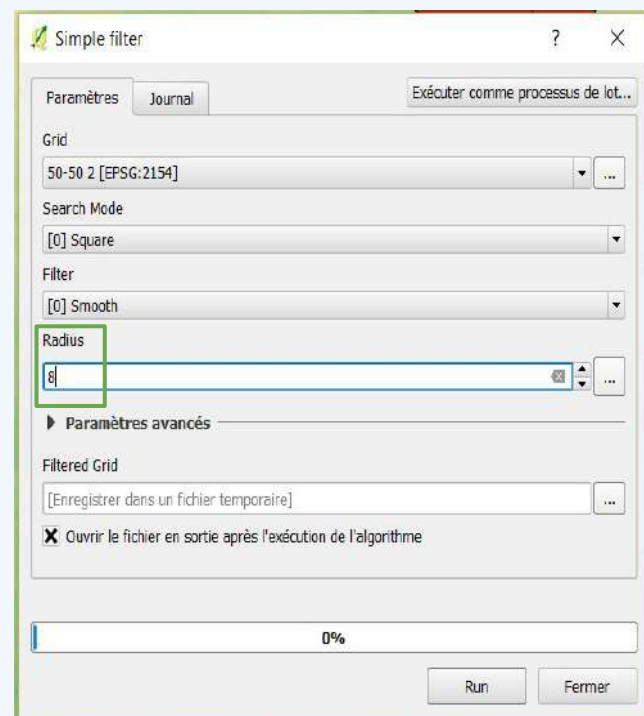 Simple filter
? X
Paramètres
Journal
Exécuter comme processus de lot...
Grid
50-50 2 [EPSG:2154]
...
Search Mode
[0] Square
Filter
[0] Smooth
Radius
8
...
Paramètres avancés
Filtered Grid
[Enregistrer dans un fichier temporaire]
...
Ouvrir le fichier en sortie après l'exécution de l'algorithme
0%
Run
Fermer